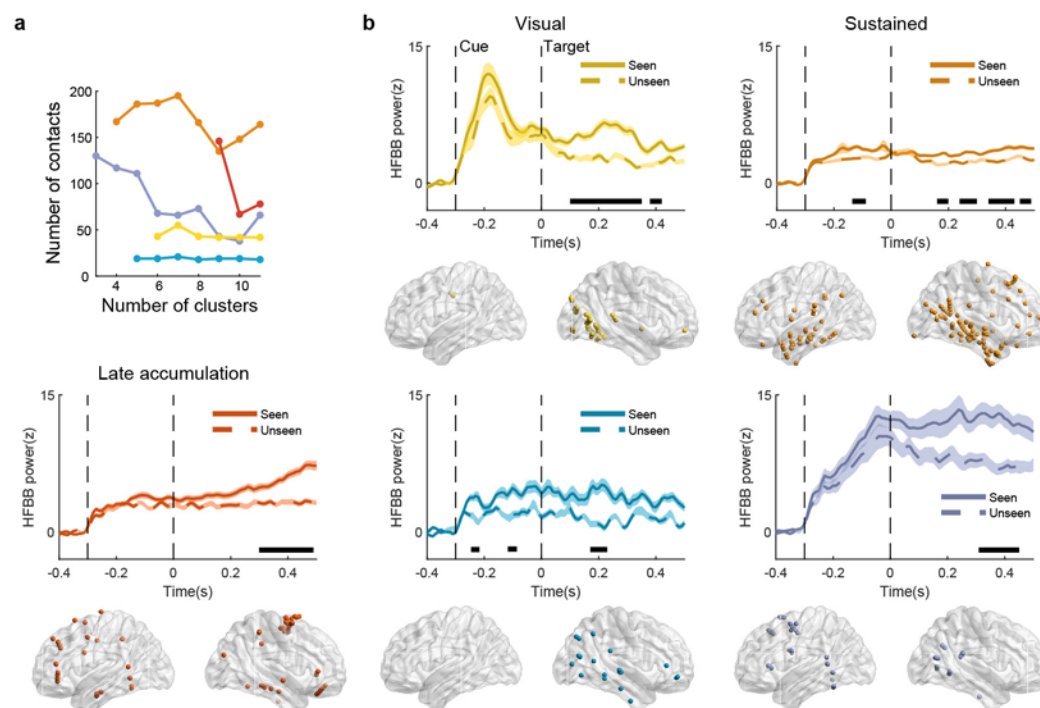 a
200
150
100
50
0
Number of contacts
4
6
8
10
Number of clusters
b
Visual
15
Cue
Target
Seen
Unseen
HFBB power(z)
0
-0.4
-0.2
0
0.2
0.4
Time(s)
Sustained
15
Seen
Unseen
HFBB power(z)
0
-0.4
-0.2
0
0.2
0.4
Time(s)
Late accumulation
15
Seen
Unseen
HFBB power(z)
0
-0.4
-0.2
0
0.2
0.4
Time(s)
15
Seen
Unseen
HFBB power(z)
0
-0.4
-0.2
0
0.2
0.4
Time(s)
15
HFBB power(z)
Seen
Unseen
0
-0.4
-0.2
0
0.2
0.4
Time(s)